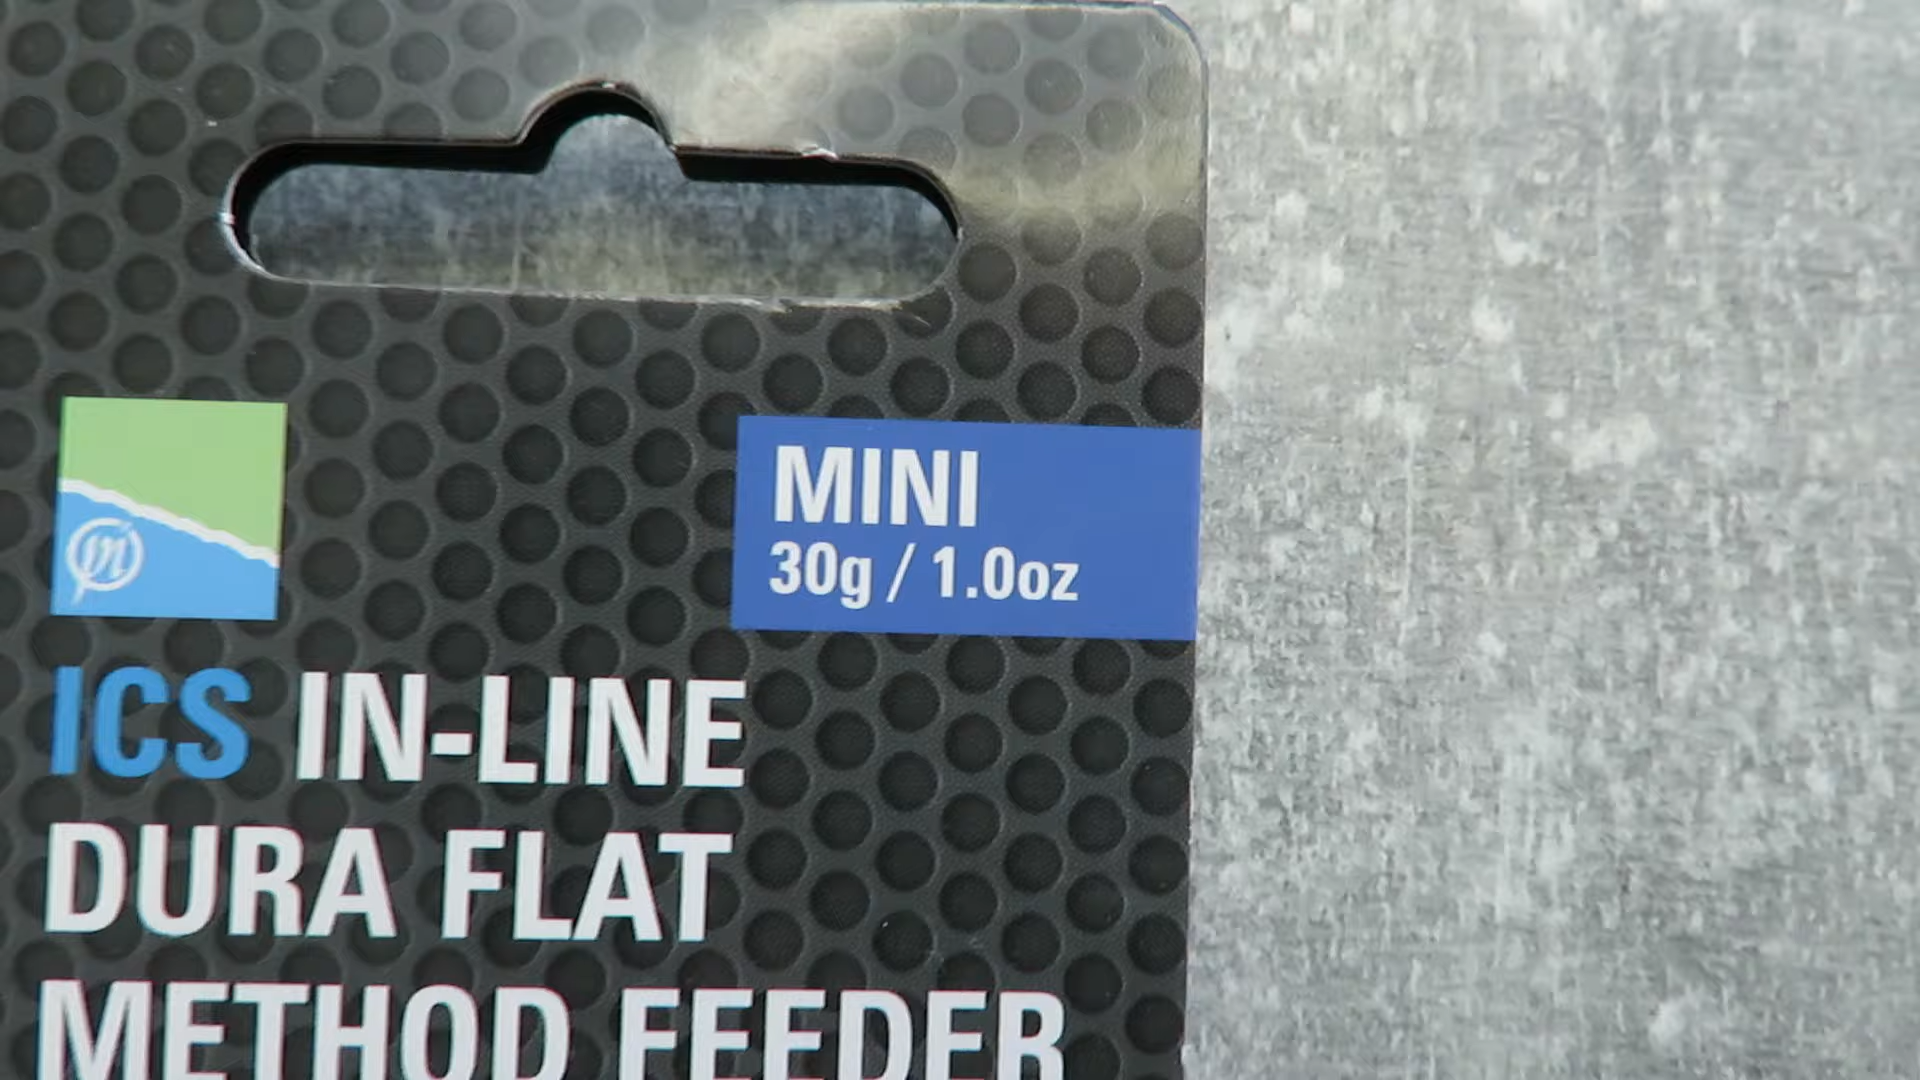 MINI
30g / 1.0oz
ICS IN-LINE
DURA FLAT
METHOD FEEDER